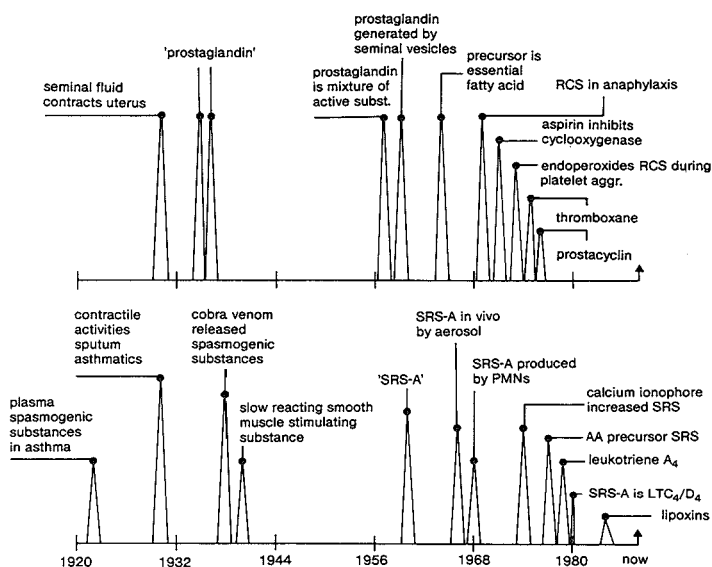 prostaglandin
generated by
seminal vesicles
'prostaglandin'
seminal fluid
contracts uterus
prostaglandin
is mixture of
active subst.
precursor is
essential
fatty acid
RCS in anaphylaxis
aspirin inhibits
cyclooxygenase
endoperoxides RCS during
platelet aggr.
thromboxane
prostacyclin
contractile
activities
sputum
asthmatics
cobra venom
released
spasmogenic
substances
SRS-A in vivo
by aerosol
SRS-A produced
by PMNs
'SRS-A'
plasma
spasmogenic
substances
in asthma
slow reacting smooth
muscle stimulating
substance
calcium ionophore
increased SRS
AA precursor SRS
leukotriene A₄
SRS-A is LTC₄/D₄
lipoxins
1920 1932 1944 1956 1968 1980 now